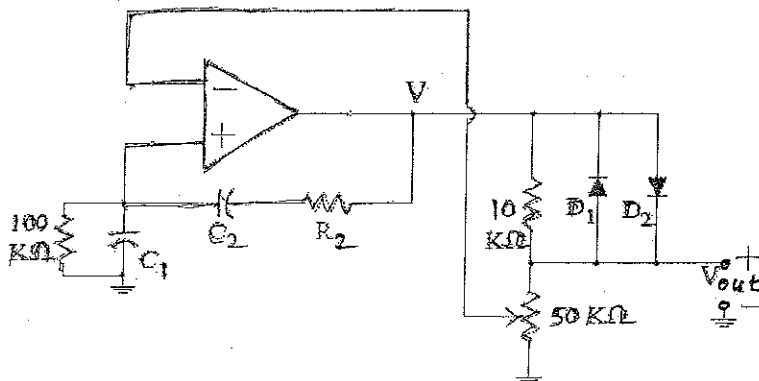 −
+
V
100
KΩ
C₁
C₂
R₂
10
KΩ
D₁
D₂
50 KΩ
Vout
+
−